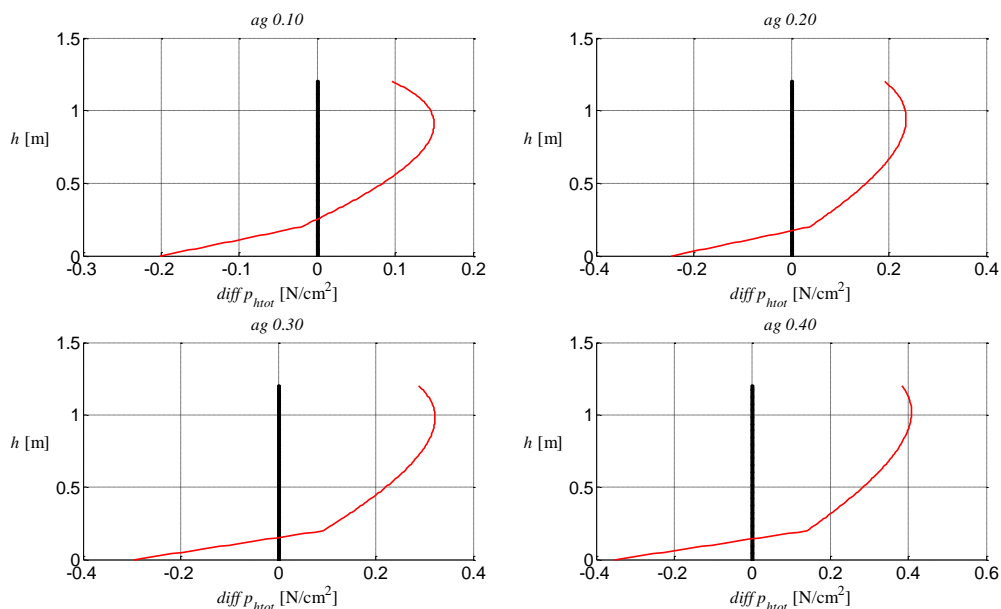 ag 0.10
1.5
1
0.5
0
h [m]
-0.3 -0.2 -0.1 0 0.1 0.2
diff p_htot [N/cm²]
ag 0.20
1.5
1
0.5
0
h [m]
-0.4 -0.2 0 0.2 0.4
diff p_htot [N/cm²]
ag 0.30
1.5
1
0.5
0
h [m]
-0.4 -0.2 0 0.2 0.4
diff p_htot [N/cm²]
ag 0.40
1.5
1
0.5
0
h [m]
-0.4 -0.2 0 0.2 0.4 0.6
diff p_htot [N/cm²]